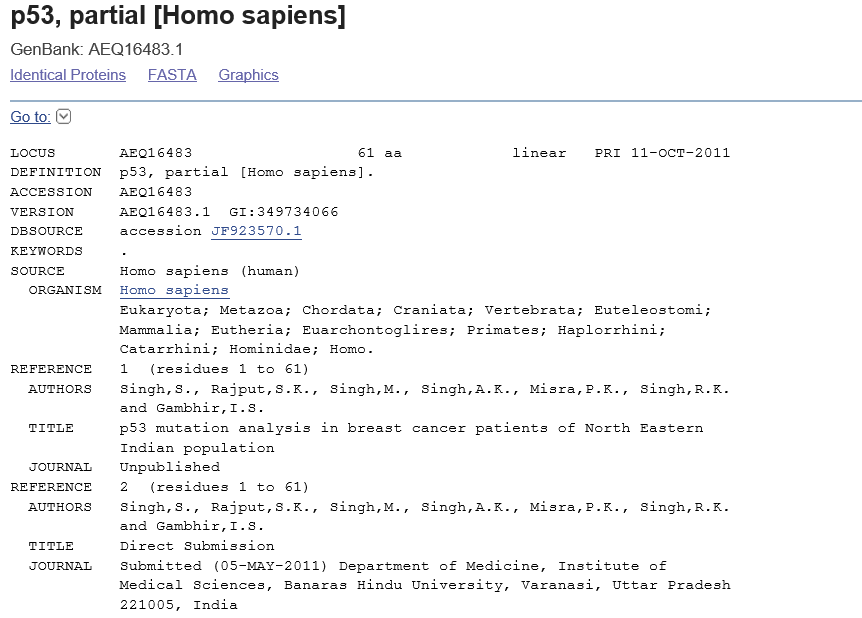 p53, partial [Homo sapiens]
GenBank: AEQ16483.1
Identical Proteins FASTA Graphics
Go to:
LOCUS AEQ16483 61 aa linear PRI 11-OCT-2011
DEFINITION p53, partial [Homo sapiens].
ACCESSION AEQ16483
VERSION AEQ16483.1 GI:349734066
DBSOURCE accession JF923570.1
KEYWORDS .
SOURCE Homo sapiens (human)
ORGANISM Homo sapiens
Eukaryota; Metazoa; Chordata; Craniata; Vertebrata; Euteleostomi;
Mammalia; Eutheria; Euarchontoglires; Primates; Haplorrhini;
Catarrhini; Hominidae; Homo.
REFERENCE 1 (residues 1 to 61)
AUTHORS Singh,S., Rajput,S.K., Singh,M., Singh,A.K., Misra,P.K., Singh,R.K.
and Gambhir,I.S.
TITLE p53 mutation analysis in breast cancer patients of North Eastern
Indian population
JOURNAL Unpublished
REFERENCE 2 (residues 1 to 61)
AUTHORS Singh,S., Rajput,S.K., Singh,M., Singh,A.K., Misra,P.K., Singh,R.K.
and Gambhir,I.S.
TITLE Direct Submission
JOURNAL Submitted (05-MAY-2011) Department of Medicine, Institute of
Medical Sciences, Banaras Hindu University, Varanasi, Uttar Pradesh
221005, India